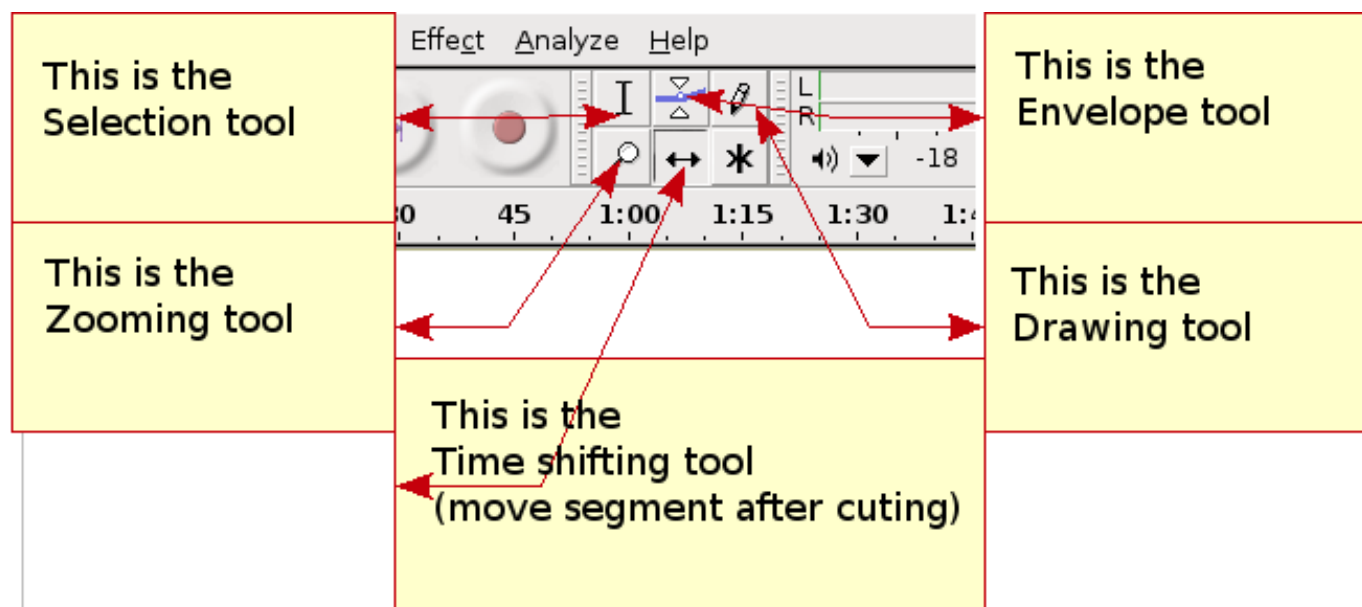 Effect Analyze Help
This is the
Selection tool
This is the
Envelope tool
L
R
-18
45 1:00 1:15 1:30
This is the
Zooming tool
This is the
Drawing tool
This is the
Time shifting tool
(move segment after cuting)